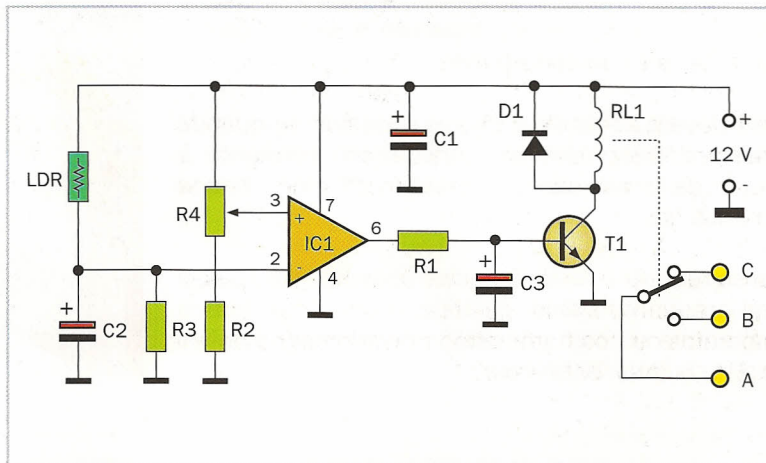 D1
RL1
+
+
C1
12 V
-
LDR
R4
3
+
7
IC1
6
2
-
4
R1
T1
+
C3
C
+
C2
R3
R2
B
A